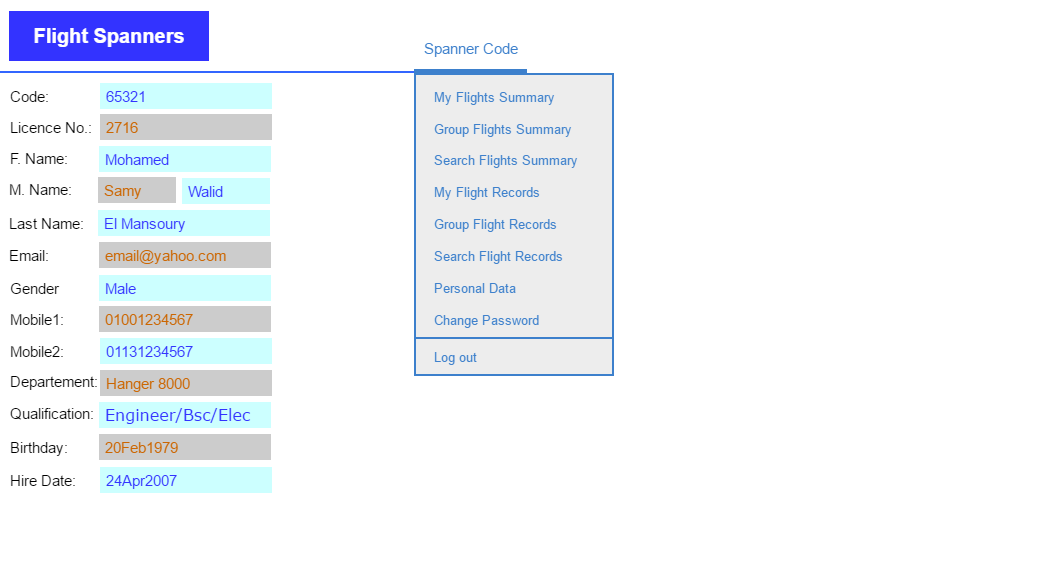 Flight Spanners
Spanner Code
Code: 65321
Licence No.: 2716
F. Name: Mohamed
M. Name: Samy Walid
Last Name: El Mansoury
Email: email@yahoo.com
Gender Male
Mobile1: 01001234567
Mobile2: 01131234567
Departement: Hanger 8000
Qualification: Engineer/Bsc/Elec
Birthday: 20Feb1979
Hire Date: 24Apr2007
My Flights Summary
Group Flights Summary
Search Flights Summary
My Flight Records
Group Flight Records
Search Flight Records
Personal Data
Change Password
Log out